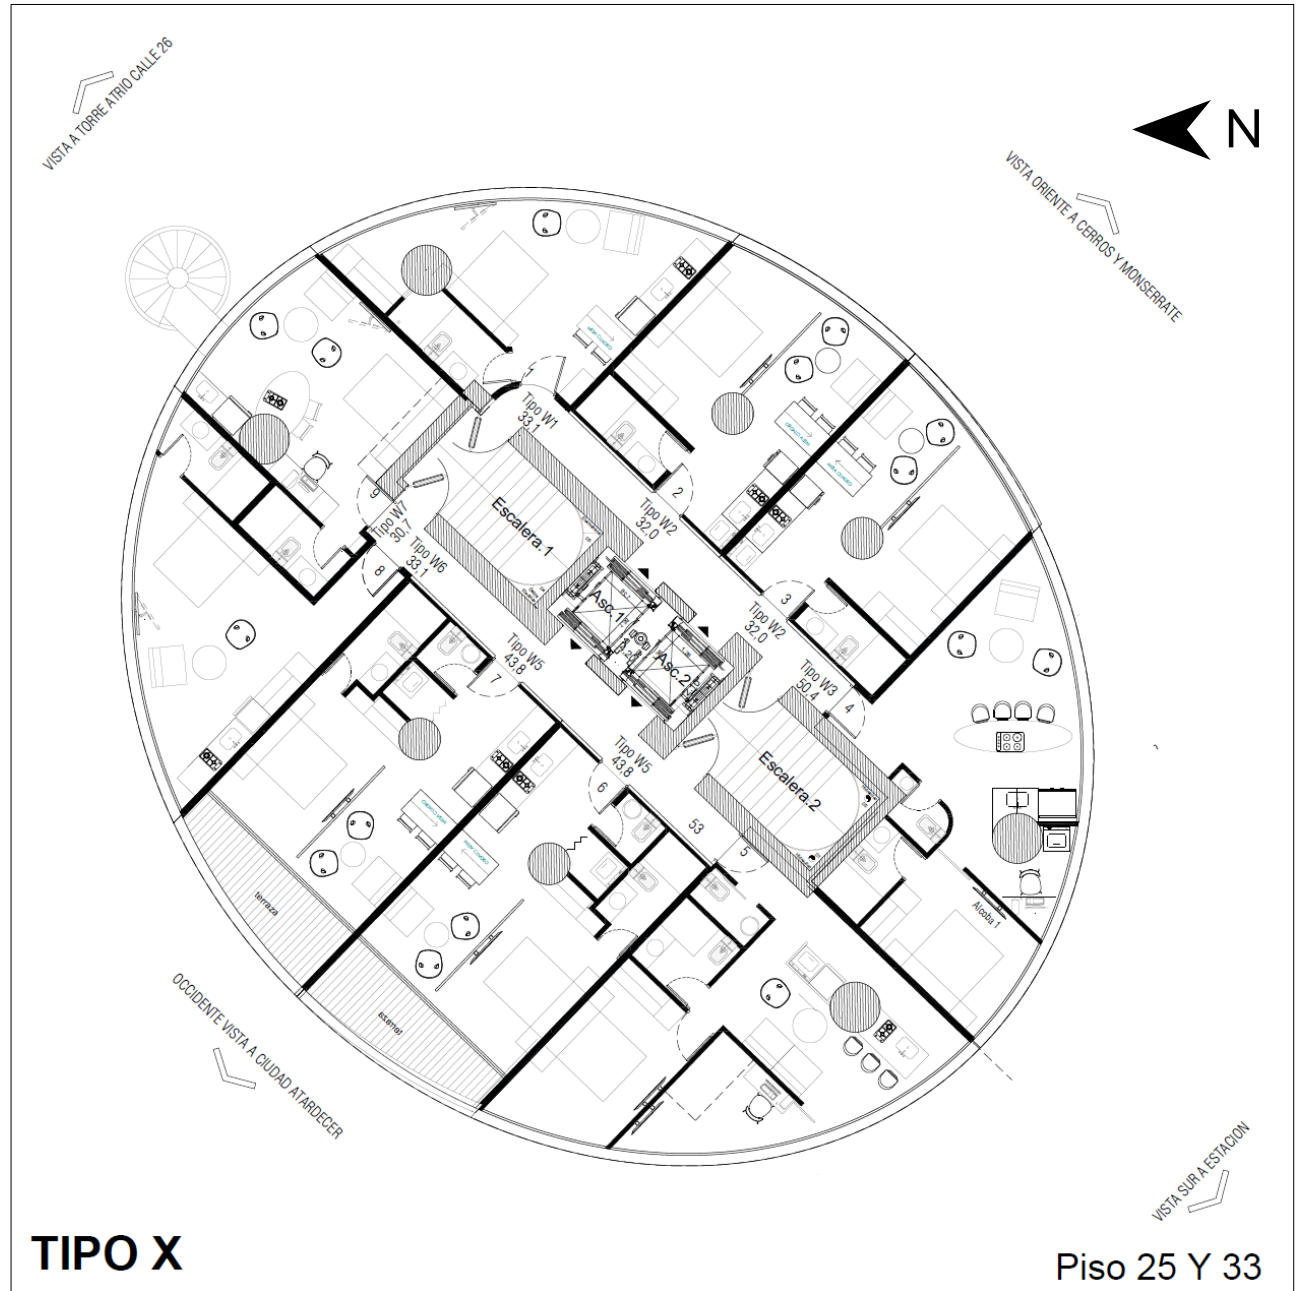 VISTA A TORRE ATRIO CALLE 26
N
VISTA ORIENTE A CERROS Y MONSERRATE
1
Tipo W1
33,1
2
Tipo W2
32,0
9
Tipo W7
30,7
Tipo W6
33,1
8
Escalera.1
Asc.1
Asc.2
3
Tipo W2
32,0
Tipo W3
50,4
4
Tipo W5
43,8
7
Tipo W5
43,8
6
Escalera.2
53
5
Alcoba 1
terraza
terraza
OCCIDENTE VISTA A CIUDAD ATARDECER
VISTA SUR A ESTACION
TIPO X
Piso 25 Y 33